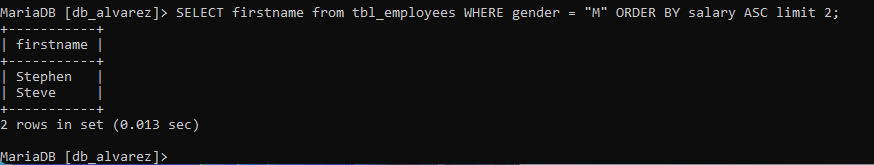 MariaDB [db_alvarez]> SELECT firstname from tbl_employees WHERE gender = "M" ORDER BY salary ASC limit 2;
+-----------+
| firstname |
+-----------+
| Stephen   |
| Steve     |
+-----------+
2 rows in set (0.013 sec)

MariaDB [db_alvarez]>